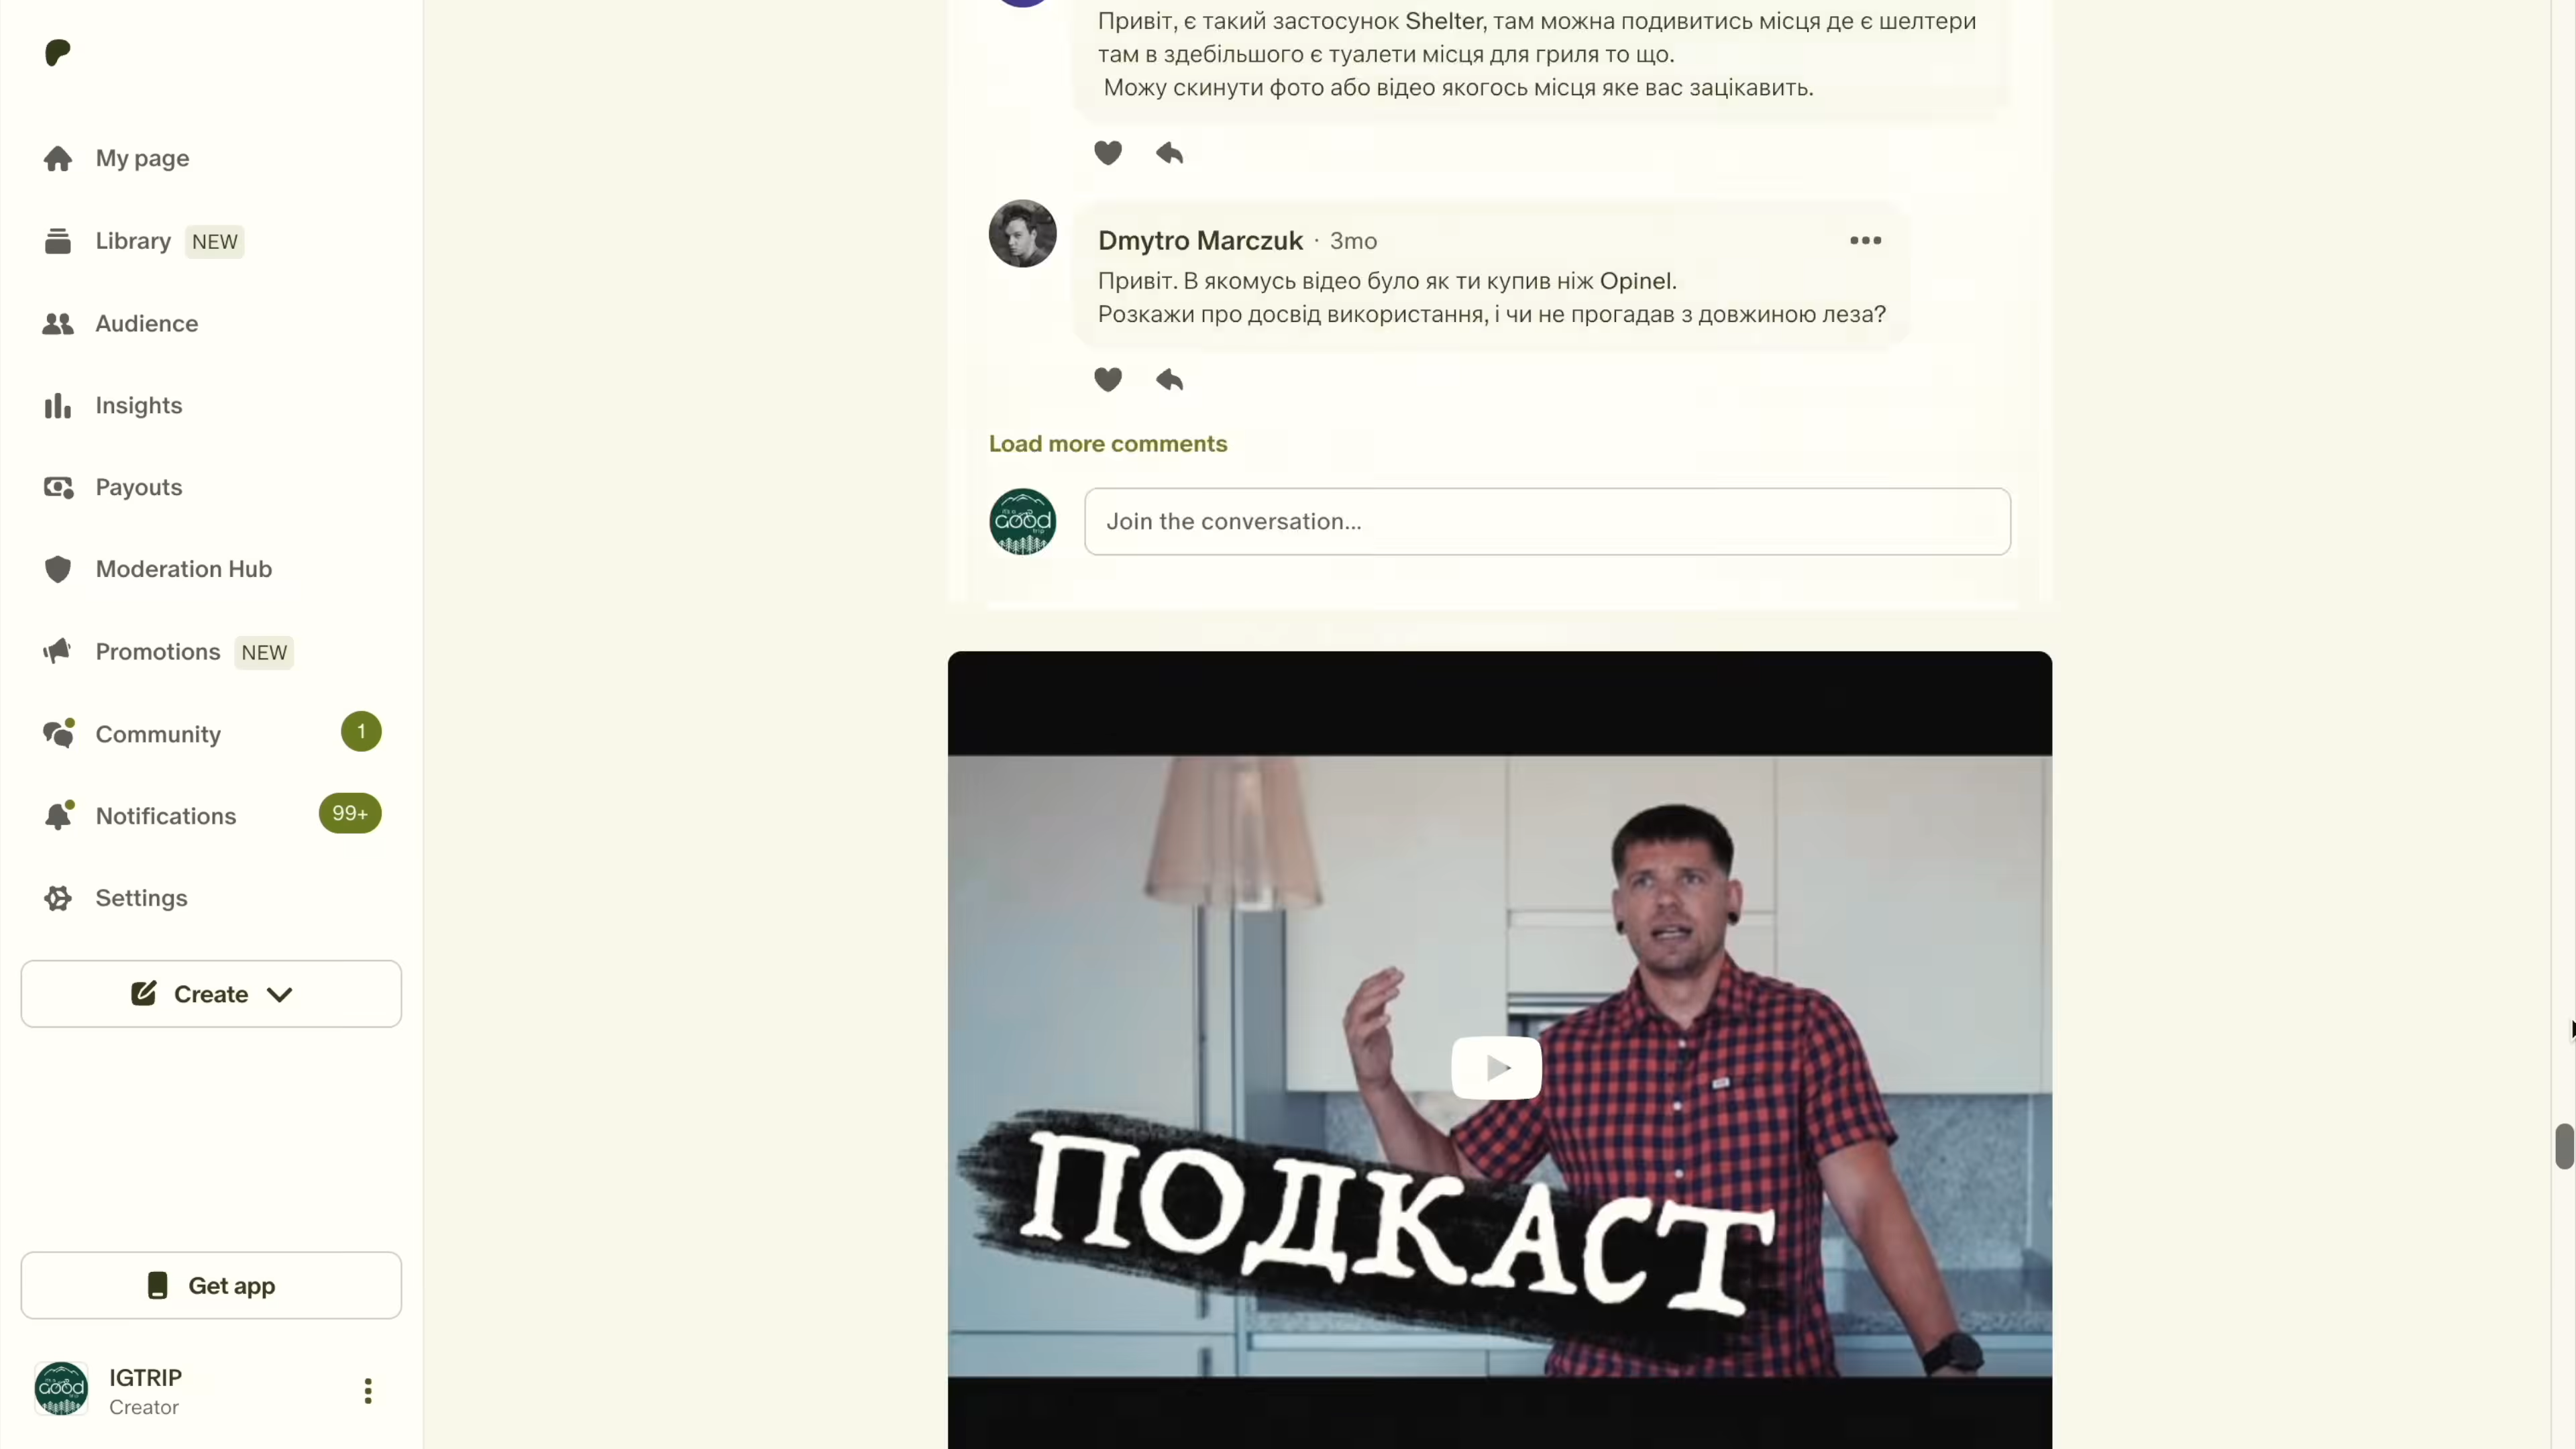 Привіт, є такий застосунок Shelter, там можна подивитись місця де є шелтери
там в здебільшого є туалети місця для гриля то що.
Можу скинути фото або відео якогось місця яке вас зацікавить.
My page
Library NEW
Audience
Insights
Payouts
Moderation Hub
Promotions NEW
Community 1
Notifications 99+
Settings
Create
Get app
IGTRIP
Creator
Dmytro Marczuk · 3mo
Привіт. В якомусь відео було як ти купив ніж Opinel.
Розкажи про досвід використання, і чи не прогадав з довжиною леза?
Load more comments
GOOD
Join the conversation...
ПОДКАСТ